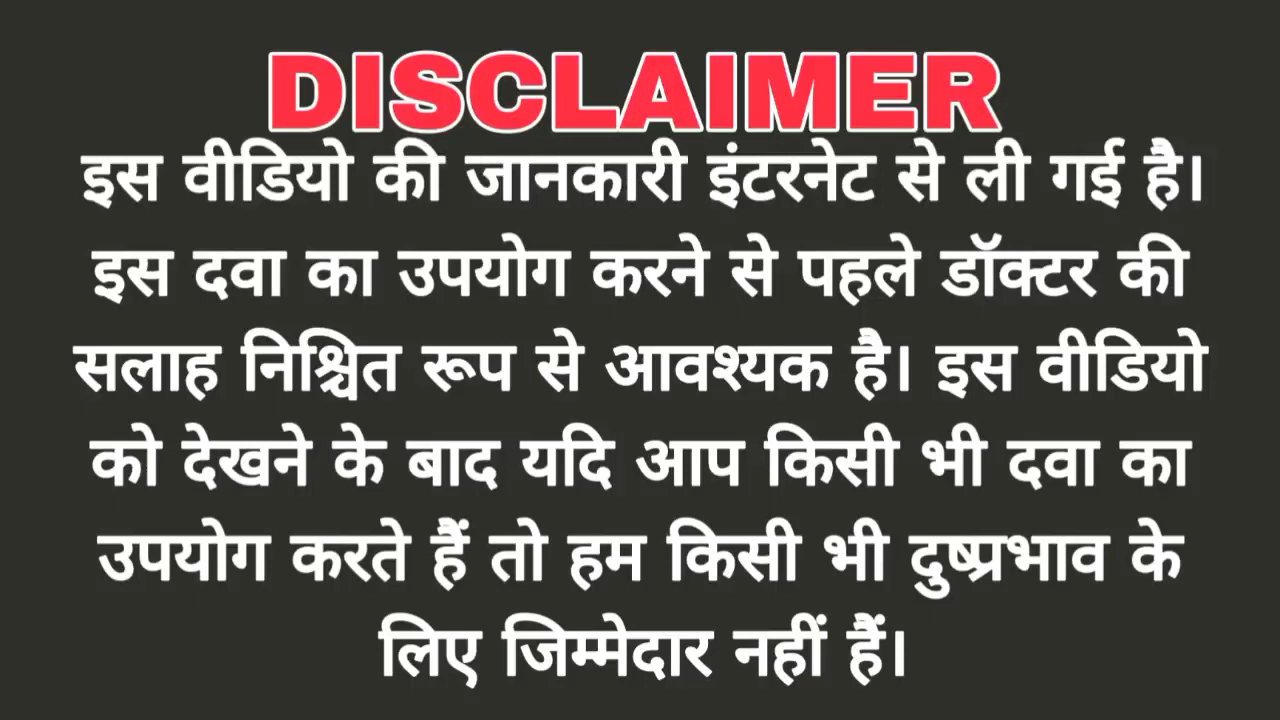 DISCLAIMER
इस वीडियो की जानकारी इंटरनेट से ली गई है।
इस दवा का उपयोग करने से पहले डॉक्टर की
सलाह निश्चित रूप से आवश्यक है। इस वीडियो
को देखने के बाद यदि आप किसी भी दवा का
उपयोग करते हैं तो हम किसी भी दुष्प्रभाव के
लिए जिम्मेदार नहीं हैं।